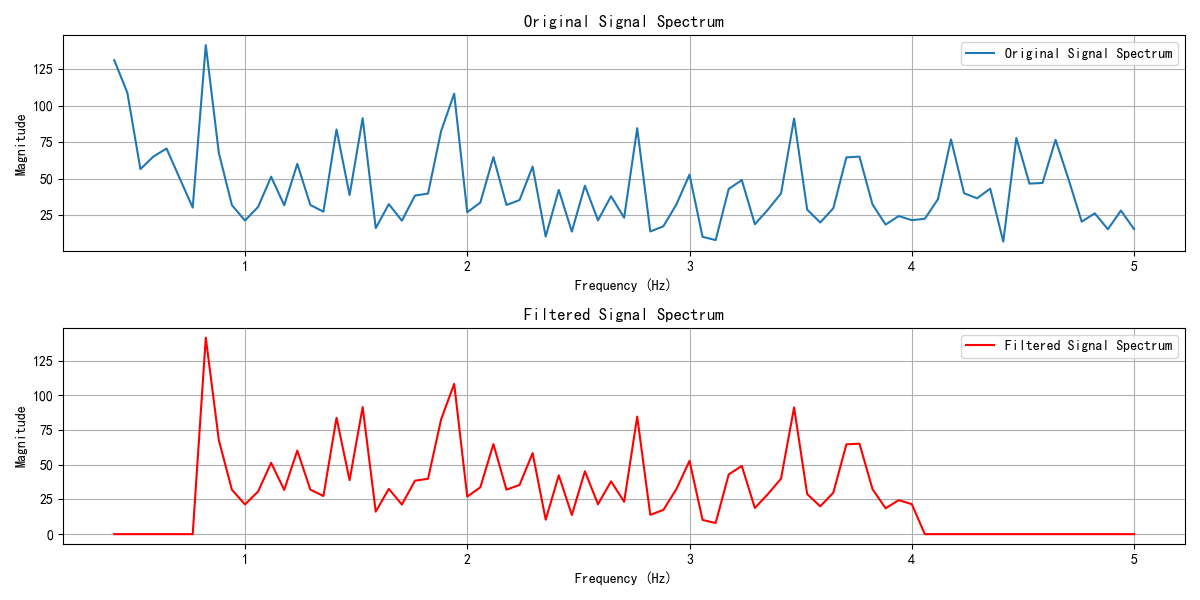 Original Signal Spectrum
Original Signal Spectrum
125
100
75
50
25
Magnitude
1 2 3 4 5
Frequency (Hz)
Filtered Signal Spectrum
Filtered Signal Spectrum
125
100
75
50
25
0
Magnitude
1 2 3 4 5
Frequency (Hz)